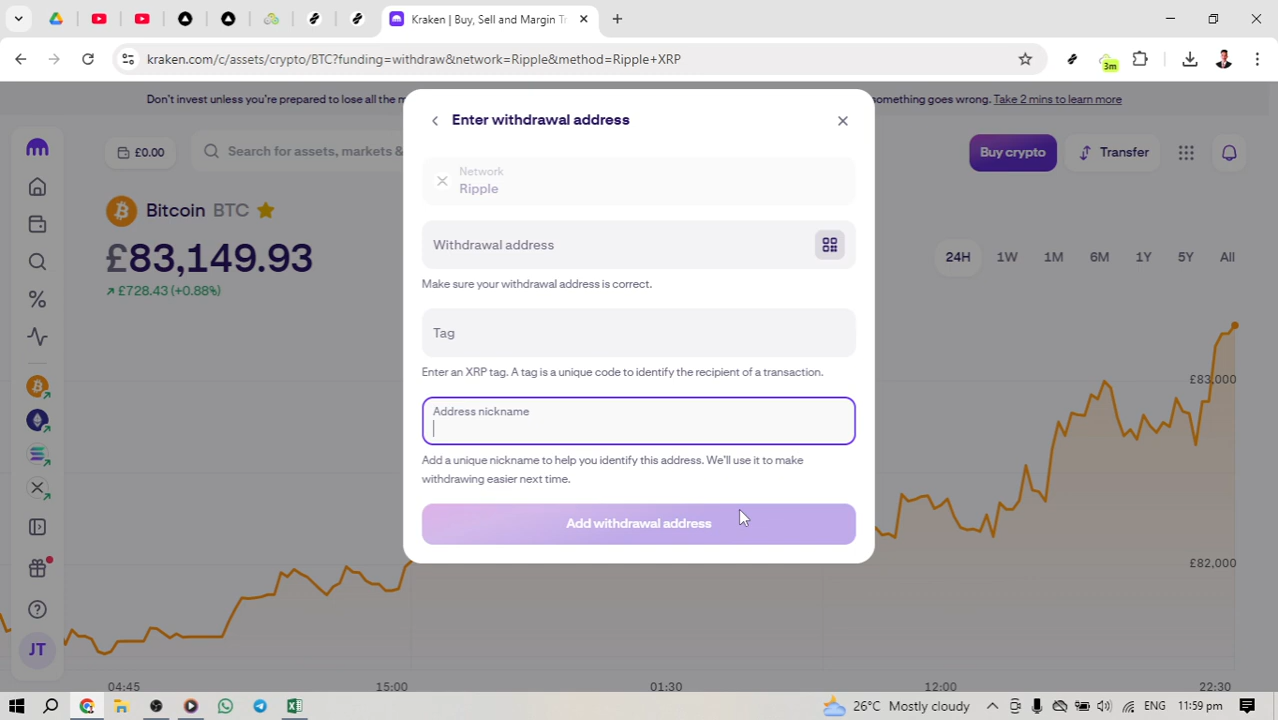 Kraken | Buy, Sell and Margin Tr
kraken.com/c/assets/crypto/BTC?funding=withdraw&network=Ripple&method=Ripple+XRP
3m
Don't invest unless you're prepared to lose all the m
something goes wrong. Take 2 mins to learn more
£0.00
Search for assets, markets &
Buy crypto
Transfer
Bitcoin BTC
£83,149.93
£728.43 (+0.88%)
24H 1W 1M 6M 1Y 5Y All
Enter withdrawal address
Network
Ripple
Withdrawal address
Make sure your withdrawal address is correct.
Tag
Enter an XRP tag. A tag is a unique code to identify the recipient of a transaction.
Address nickname
Add a unique nickname to help you identify this address. We'll use it to make
withdrawing easier next time.
Add withdrawal address
£83,000
£82,000
JT
04:45 15:00 01:30 12:00 22:30
26°C Mostly cloudy
ENG 11:59 pm